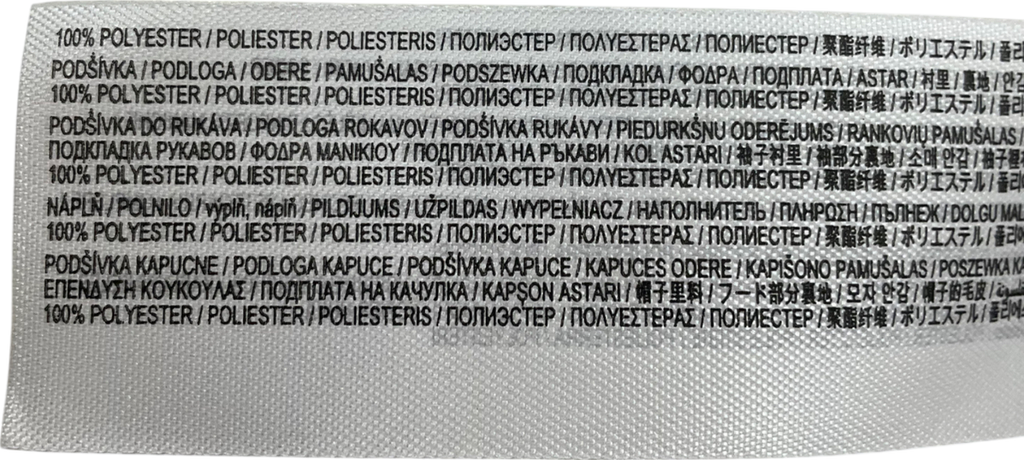 100% POLYESTER / POLIESTER / POLIESTERIS / ПОЛИЭСТЕР / ΠΟΛΥΕΣΤΕΡΑΣ / ПОЛИЕСТЕР / 聚酯纤维 / ポリエステル /
PODŠÍVKA / PODLOGA / ODERE / PAMUŠALAS / PODSZEWKA / ПОДКЛАДКА / ΦΟΔΡΑ / ПОДПЛАТА / ASTAR / 衬里 / 裏地 /
100% POLYESTER / POLIESTER / POLIESTERIS / ПОЛИЭСТЕР / ΠΟΛΥΕΣΤΕΡΑΣ / ПОЛИЕСТЕР / 聚酯纤维 / ポリエステル /
PODŠÍVKA DO RUKÁVA / PODLOGA ROKAVOV / PODŠÍVKA RUKÁVY / PIEDURKŠNU ODERĒJUMS / RANKOVIŲ PAMUŠALAS /
ПОДКЛАДКА РУКАВОВ / ΦΟΔΡΑ ΜΑΝΙΚΙΟΥ / ПОДПЛАТА НА РЪКАВИ / KOL ASTARI / 袖子衬里 / 袖部分裏地 / 소매 안감 /
100% POLYESTER / POLIESTER / POLIESTERIS / ПОЛИЭСТЕР / ΠΟΛΥΕΣΤΕΡΑΣ / ПОЛИЕСТЕР / 聚酯纤维 / ポリエステル /
NÁPLŇ / POLNILO / výplň, náplň / PILDĪJUMS / UŽPILDAS / WYPEŁNIACZ / НАПОЛНИТЕЛЬ / ΠΛΗΡΩΣΗ / ПЪЛНЕЖ / DOLGU
100% POLYESTER / POLIESTER / POLIESTERIS / ПОЛИЭСТЕР / ΠΟΛΥΕΣΤΕΡΑΣ / ПОЛИЕСТЕР / 聚酯纤维 / ポリエステル /
PODŠÍVKA KAPUCNE / PODLOGA KAPUCE / PODŠÍVKA KAPUCE / KAPUCES ODERE / KAPIŠONO PAMUŠALAS / POSZEWKA
ΕΠΕΝΔΥΣΗ ΚΟΥΚΟΥΛΑΣ / ПОДПЛАТА НА КАЧУЛКА / KAPŞON ASTARI / 帽子里料 / フード部分裏地 / 모자 안감 / 帽子的毛皮 /
100% POLYESTER / POLIESTER / POLIESTERIS / ПОЛИЭСТЕР / ΠΟΛΥΕΣΤΕΡΑΣ / ПОЛИЕСТЕР / 聚酯纤维 / ポリエステル /